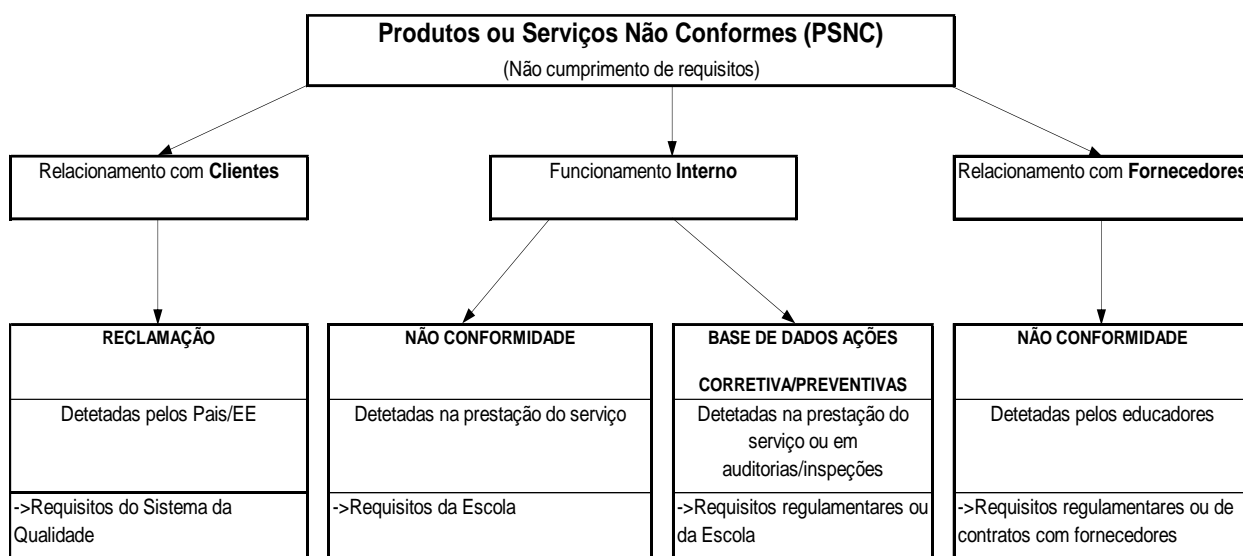 Produtos ou Serviços Não Conformes (PSNC)
(Não cumprimento de requisitos)
Relacionamento com Clientes
Funcionamento Interno
Relacionamento com Fornecedores
RECLAMAÇÃO
Detetadas pelos Pais/EE
->Requisitos do Sistema da
Qualidade
NÃO CONFORMIDADE
Detetadas na prestação do serviço
->Requisitos da Escola
BASE DE DADOS AÇÕES
CORRETIVA/PREVENTIVAS
Detetadas na prestação do
serviço ou em
auditorias/inspeções
->Requisitos regulamentares ou
da Escola
NÃO CONFORMIDADE
Detetadas pelos educadores
->Requisitos regulamentares ou de
contratos com fornecedores